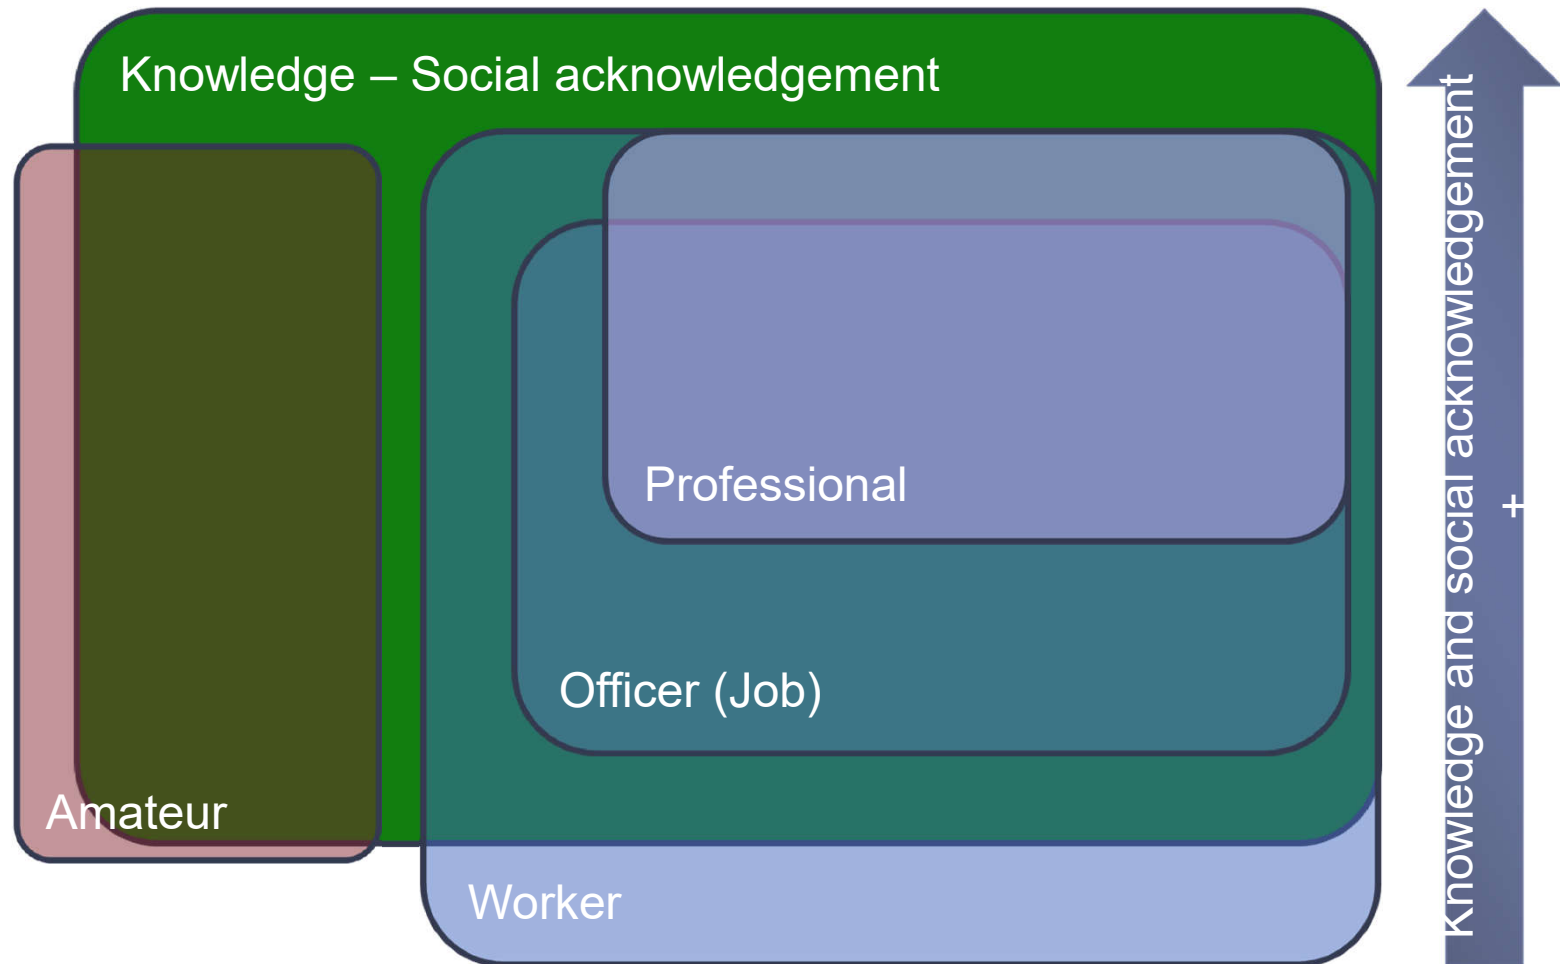 Knowledge – Social acknowledgement
Professional
Officer (Job)
Amateur
Worker
Knowledge and social acknowledgement
+